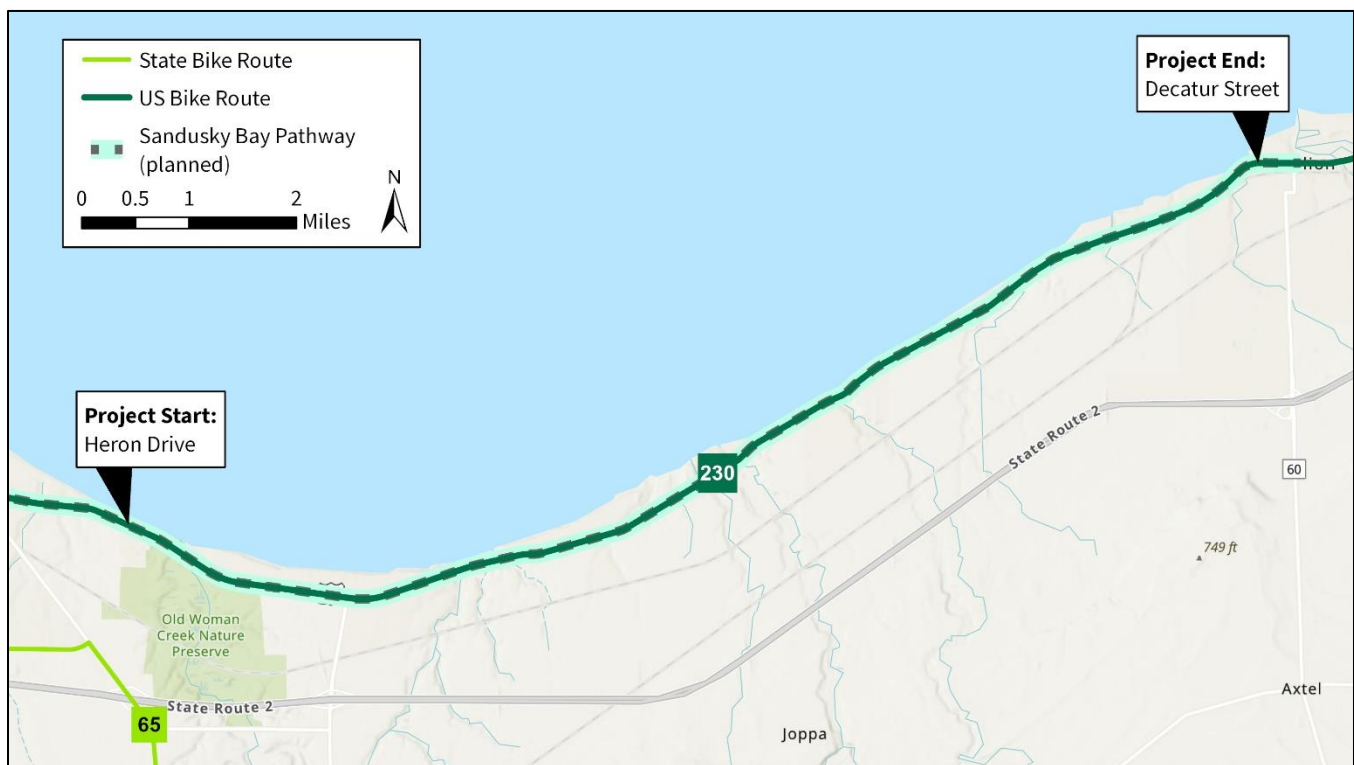 State Bike Route
US Bike Route
Sandusky Bay Pathway
(planned)
0 0.5 1 2
Miles
N
Project End:
Decatur Street
Project Start:
Heron Drive
230
State Route 2
60
749 ft
Old Woman
Creek Nature
Preserve
State Route 2
65
Joppa
Axtel